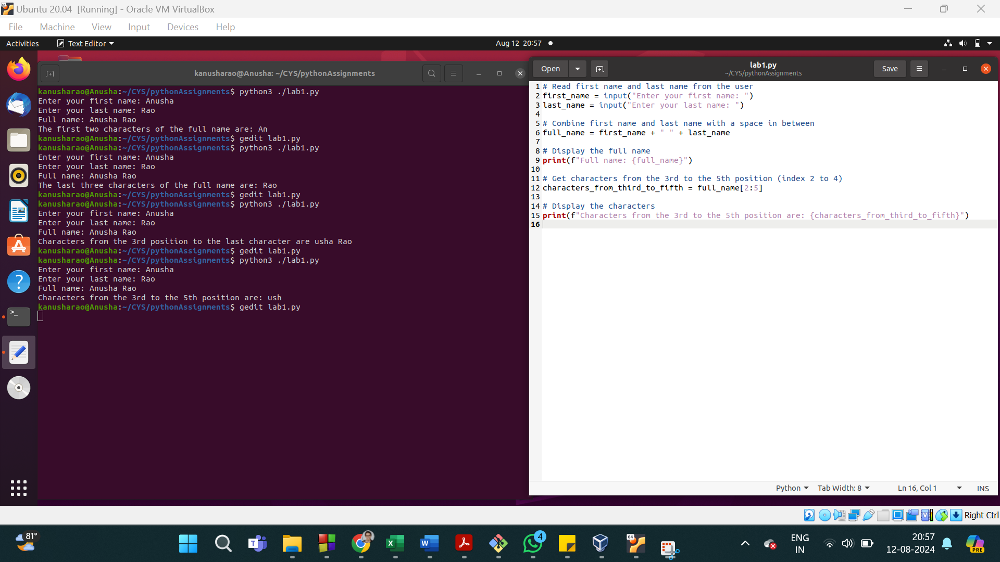 Ubuntu 20.04 [Running] - Oracle VM VirtualBox
File Machine View Input Devices Help
Activities Text Editor Aug 12 20:57
kanusharao@Anusha: ~/CYS/pythonAssignments
kanusharao@Anusha:~/CYS/pythonAssignments$ python3 ./lab1.py
Enter your first name: Anusha
Enter your last name: Rao
Full name: Anusha Rao
The first two characters of the full name are: An
kanusharao@Anusha:~/CYS/pythonAssignments$ gedit lab1.py
kanusharao@Anusha:~/CYS/pythonAssignments$ python3 ./lab1.py
Enter your first name: Anusha
Enter your last name: Rao
Full name: Anusha Rao
The last three characters of the full name are: Rao
kanusharao@Anusha:~/CYS/pythonAssignments$ gedit lab1.py
kanusharao@Anusha:~/CYS/pythonAssignments$ python3 ./lab1.py
Enter your first name: Anusha
Enter your last name: Rao
Full name: Anusha Rao
Characters from the 3rd position to the last character are usha Rao
kanusharao@Anusha:~/CYS/pythonAssignments$ gedit lab1.py
kanusharao@Anusha:~/CYS/pythonAssignments$ python3 ./lab1.py
Enter your first name: Anusha
Enter your last name: Rao
Full name: Anusha Rao
Characters from the 3rd to the 5th position are: ush
kanusharao@Anusha:~/CYS/pythonAssignments$ gedit lab1.py
Open lab1.py Save
~/CYS/pythonAssignments
1 # Read first name and last name from the user
2 first_name = input("Enter your first name: ")
3 last_name = input("Enter your last name: ")
4
5 # Combine first name and last name with a space in between
6 full_name = first_name + " " + last_name
7
8 # Display the full name
9 print(f"Full name: {full_name}")
10
11 # Get characters from the 3rd to the 5th position (index 2 to 4)
12 characters_from_third_to_fifth = full_name[2:5]
13
14 # Display the characters
15 print(f"Characters from the 3rd to the 5th position are: {characters_from_third_to_fifth}")
16
Python Tab Width: 8 Ln 16, Col 1 INS
Right Ctrl
81°
4
64
ENG
IN
20:57
12-08-2024
PRE